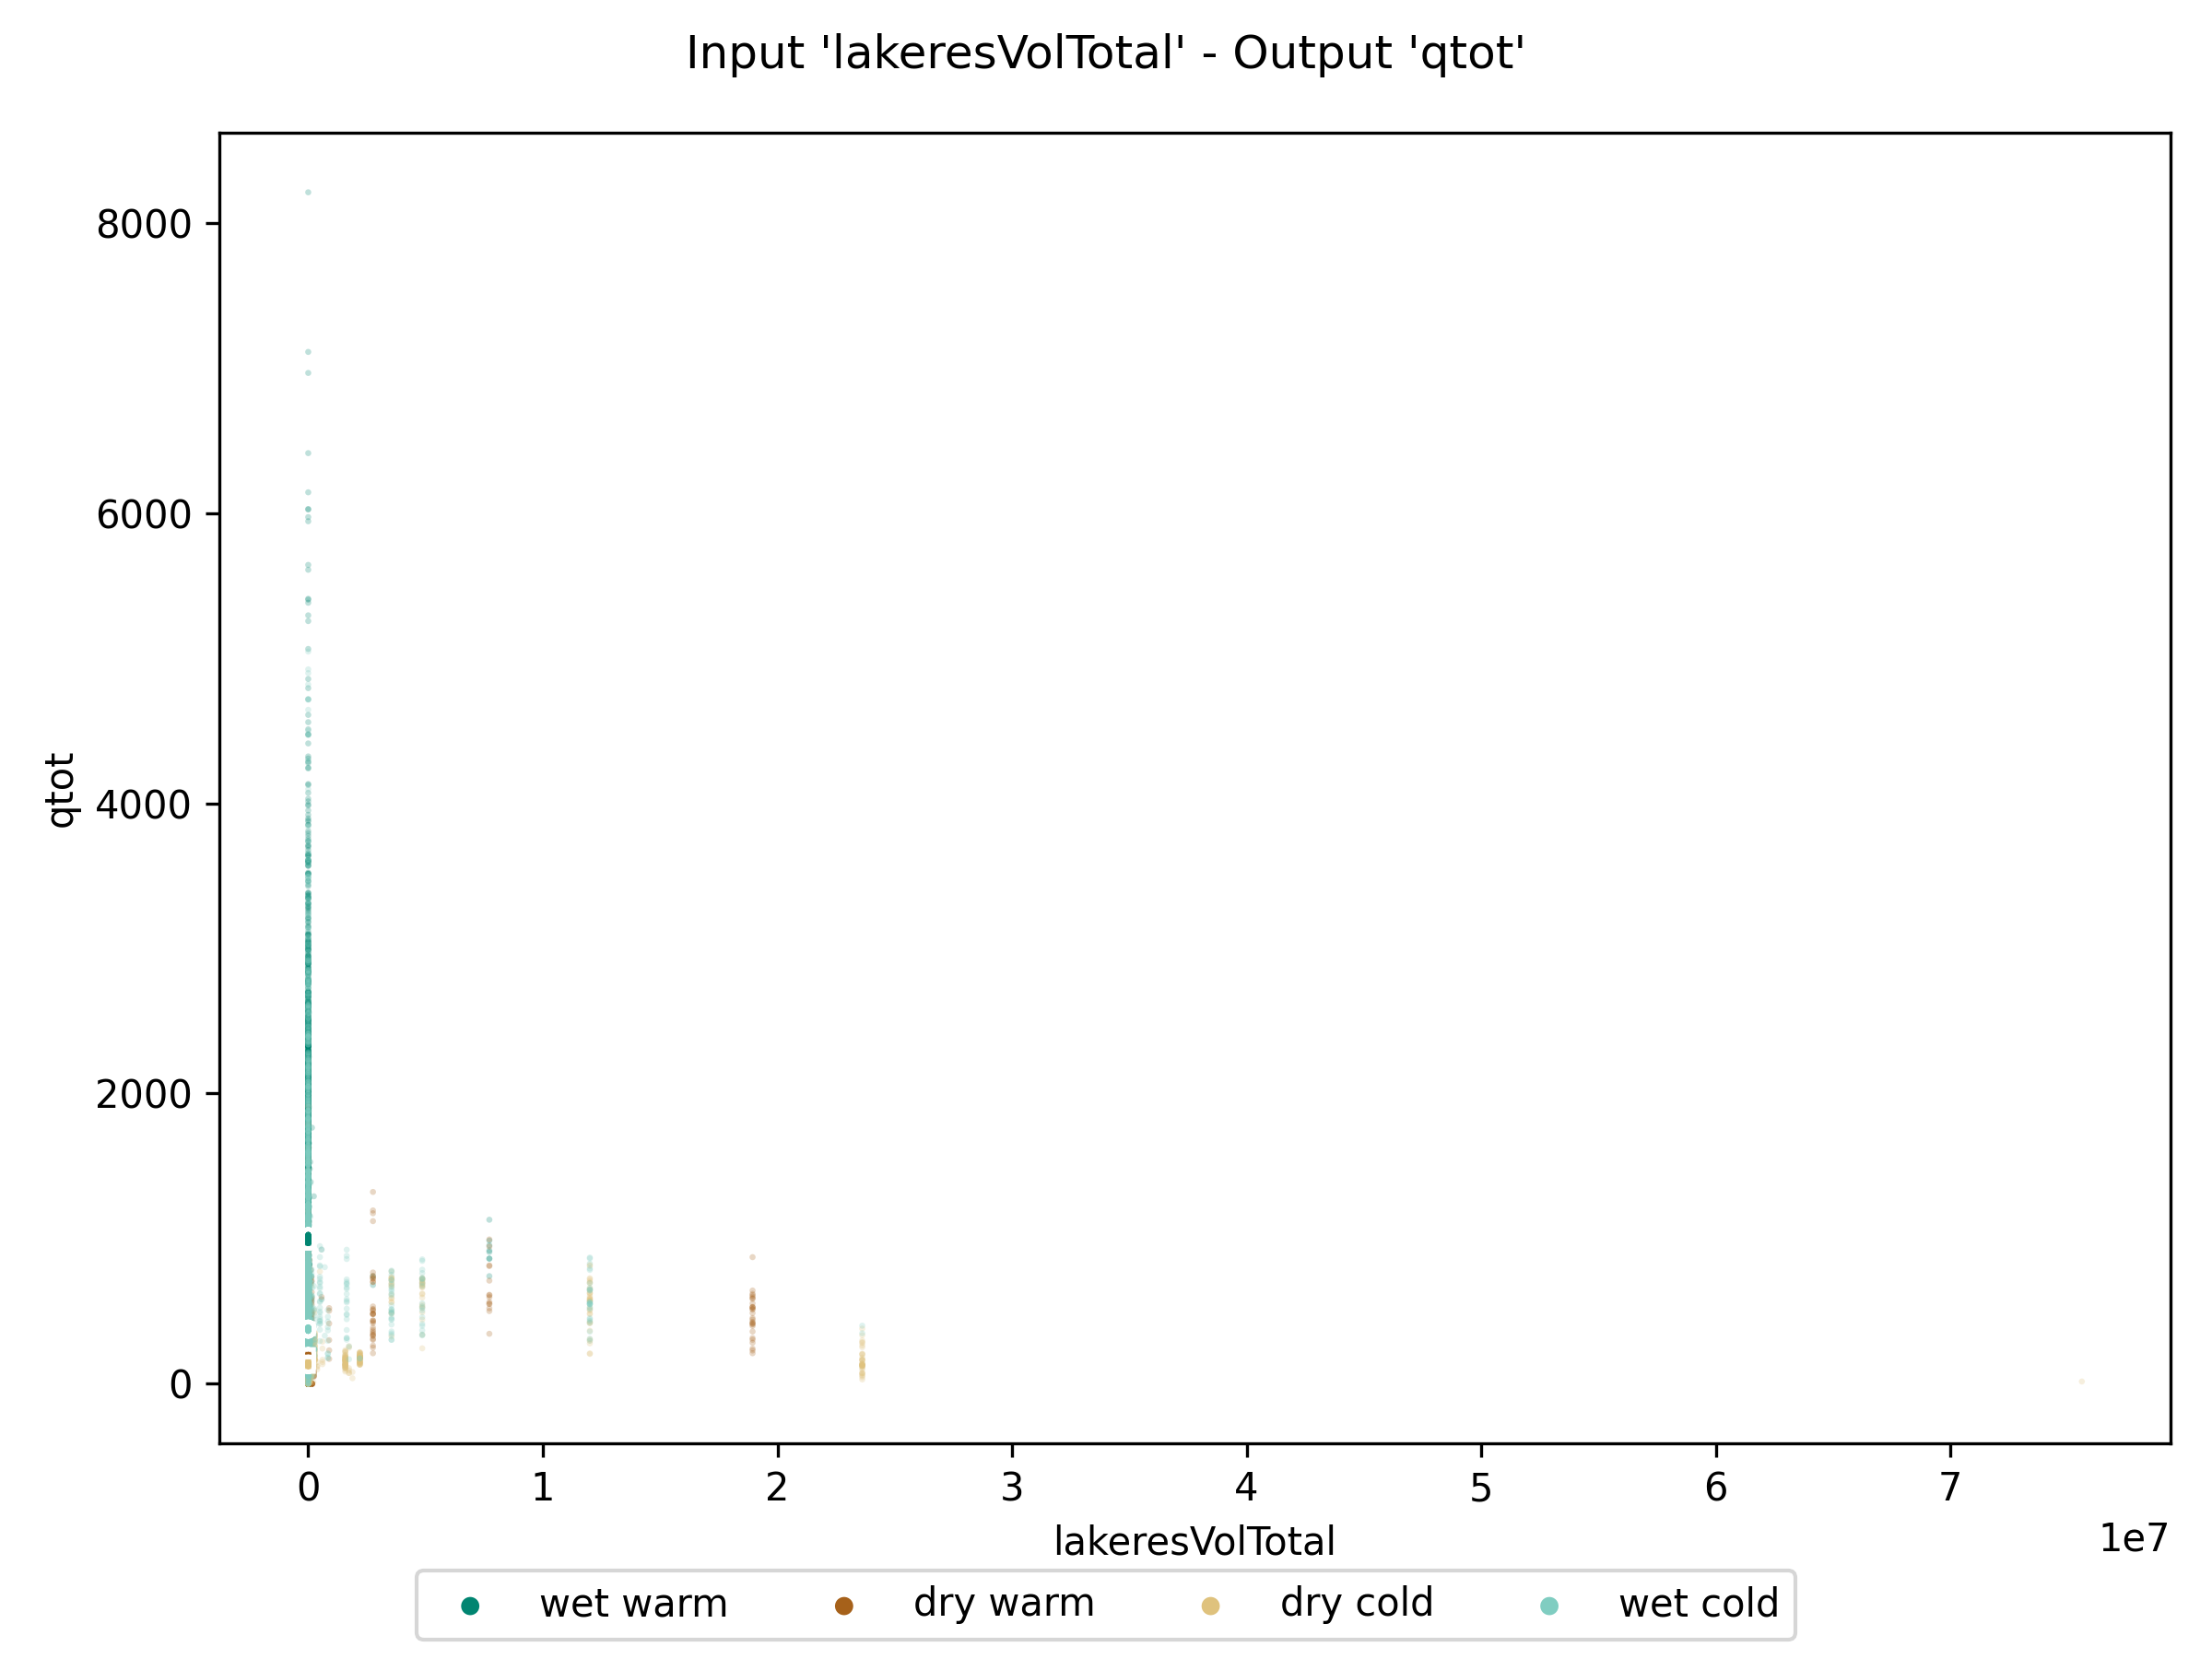 Input 'lakeresVolTotal' - Output 'qtot'
8000
6000
4000
2000
0
qtot
0 1 2 3 4 5 6 7
1e7
lakeresVolTotal
wet warm dry warm dry cold wet cold